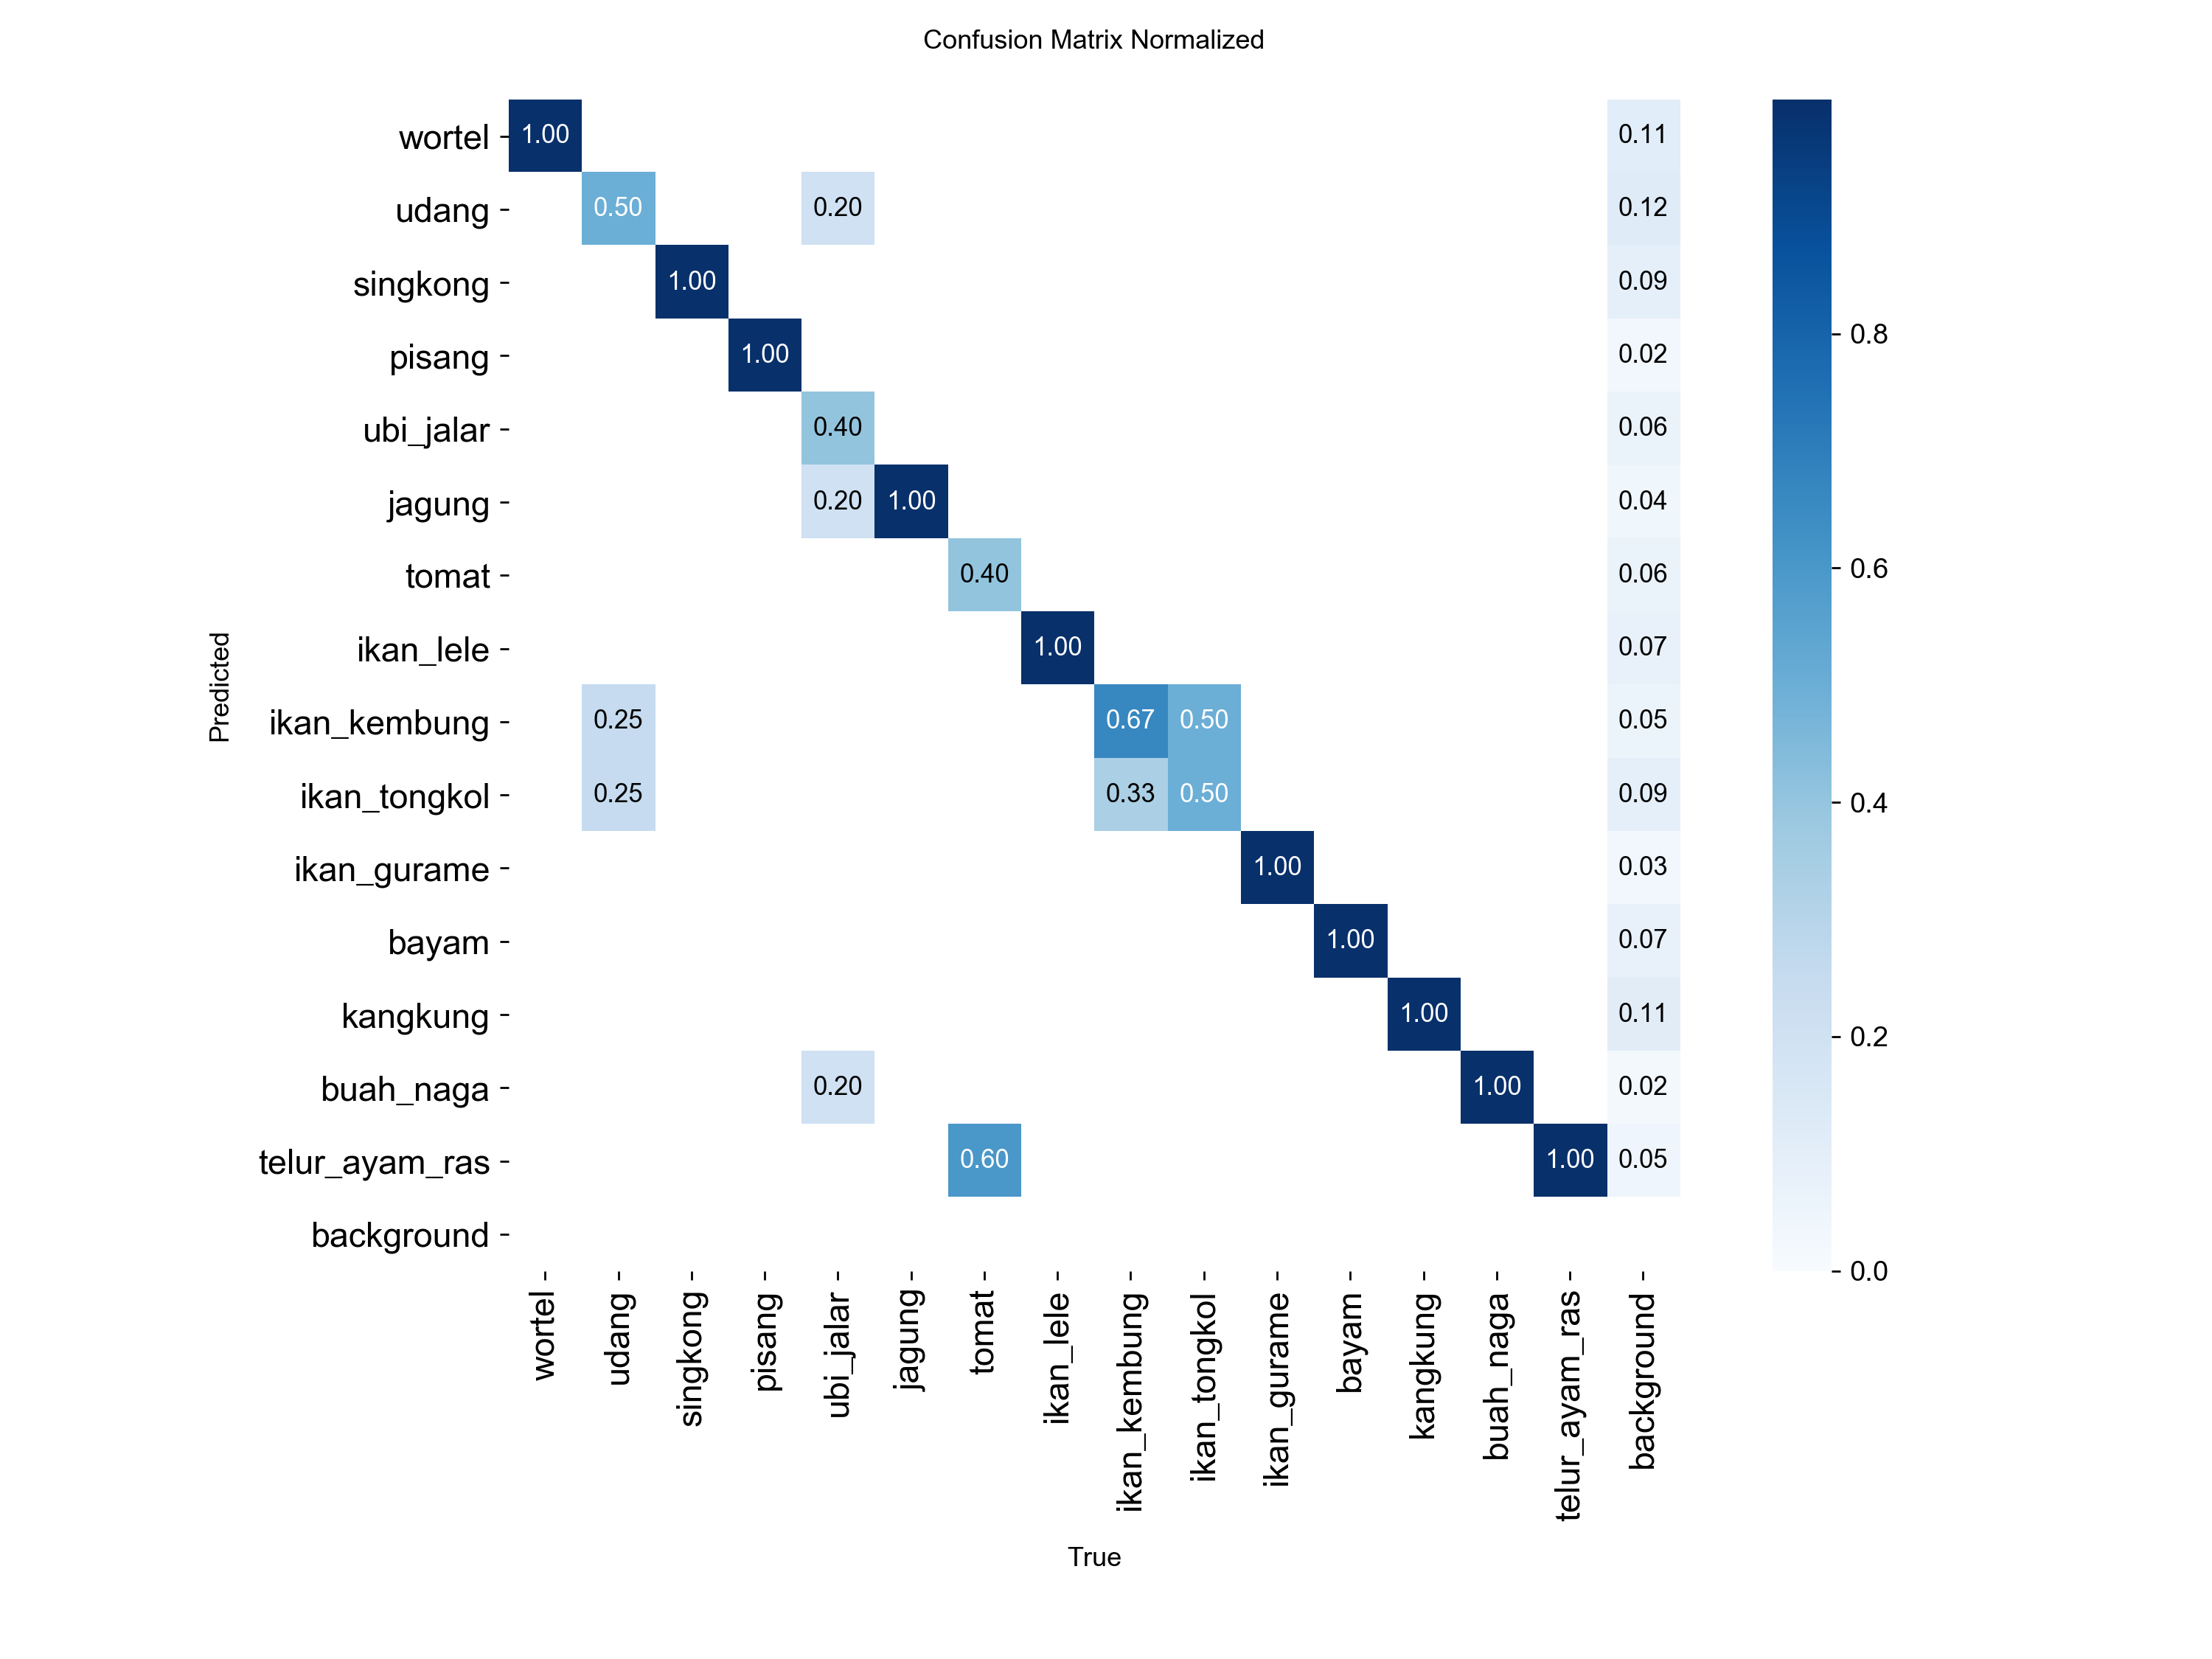 Confusion Matrix Normalized
wortel 1.00 0.11
udang 0.50 0.20 0.12
singkong 1.00 0.09
pisang 1.00 0.02 0.8
ubi_jalar 0.40 0.06
jagung 0.20 1.00 0.04
tomat 0.40 0.06 0.6
Predicted
ikan_lele 1.00 0.07
ikan_kembung 0.25 0.67 0.50 0.05
ikan_tongkol 0.25 0.33 0.50 0.09 0.4
ikan_gurame 1.00 0.03
bayam 1.00 0.07
kangkung 1.00 0.11 0.2
buah_naga 0.20 1.00 0.02
telur_ayam_ras 0.60 1.00 0.05
background 0.0
wortel
udang
singkong
pisang
ubi_jalar
jagung
tomat
ikan_lele
ikan_kembung
ikan_tongkol
ikan_gurame
bayam
kangkung
buah_naga
telur_ayam_ras
background
True